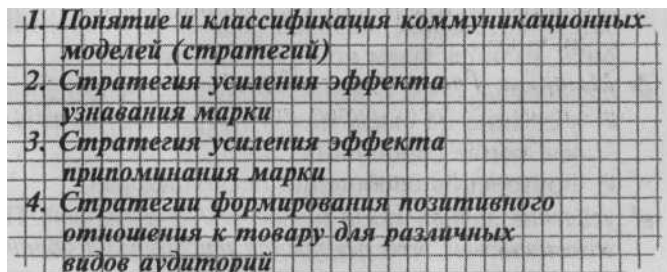 1. Понятие и классификация коммуникационных
моделей (стратегий)
2. Стратегия усиления эффекта
узнавания марки
3. Стратегия усиления эффекта
припоминания марки
4. Стратегии формирования позитивного
отношения к товару для различных
видов аудиторий